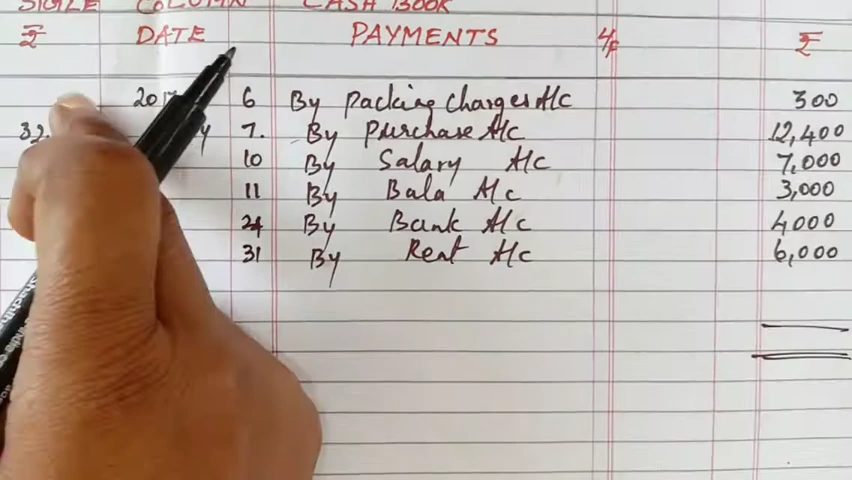 SIGLE COLUMN CASH BOOK
₹ DATE PAYMENTS L/F ₹
6 By Packing Charges A/c 300
7. By Purchase A/c 12,400
10 By Salary A/c 7,000
11 By Bala A/c 3,000
24 By Bank A/c 4000
31 By Rent A/c 6,000